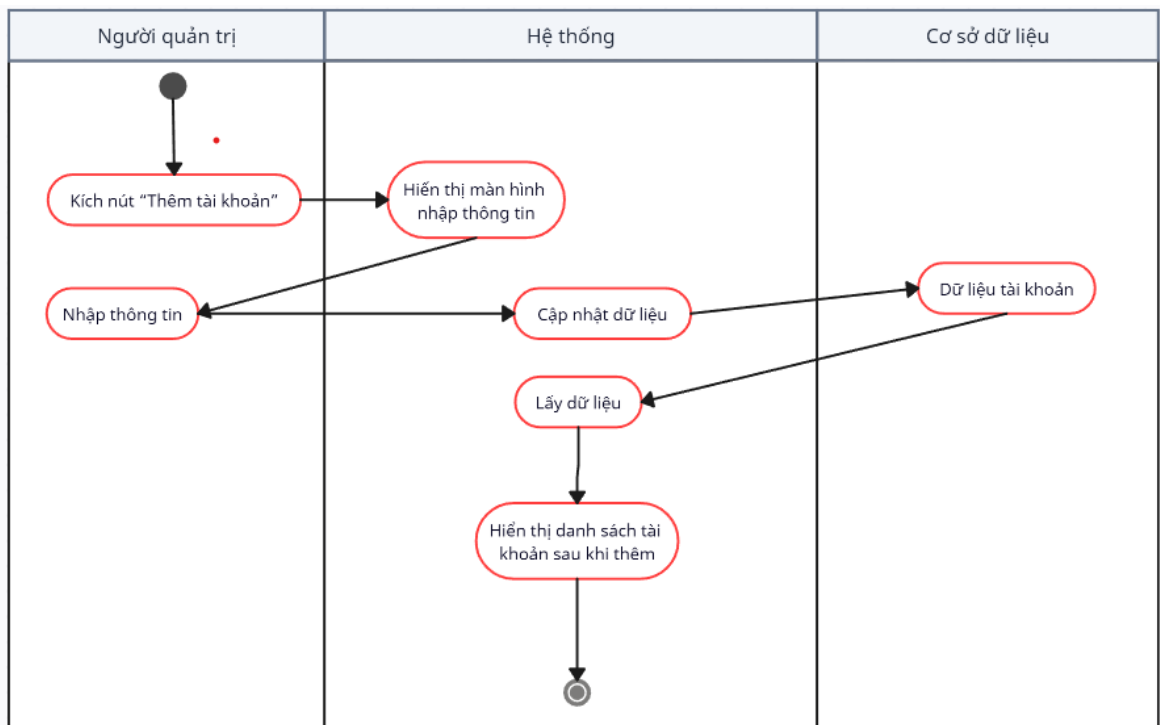 Người quản trị
Hệ thống
Cơ sở dữ liệu
Kích nút “Thêm tài khoản”
Hiển thị màn hình
nhập thông tin
Dữ liệu tài khoản
Nhập thông tin
Cập nhật dữ liệu
Lấy dữ liệu
Hiển thị danh sách tài
khoản sau khi thêm